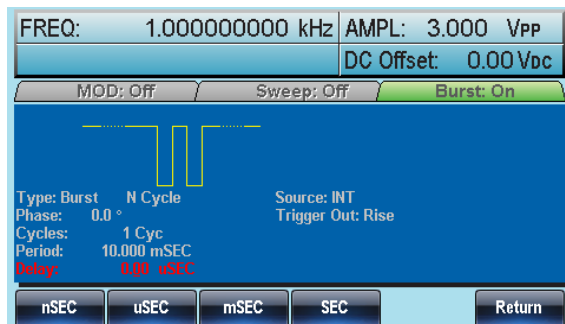 FREQ: 1.000000000 kHz AMPL: 3.000 VPP
DC Offset: 0.00 VDC
MOD: Off Sweep: Off Burst: On
Type: Burst N Cycle Source: INT
Phase: 0.0 ° Trigger Out: Rise
Cycles: 1 Cyc
Period: 10.000 mSEC
Delay: 0.00 uSEC
nSEC uSEC mSEC SEC Return